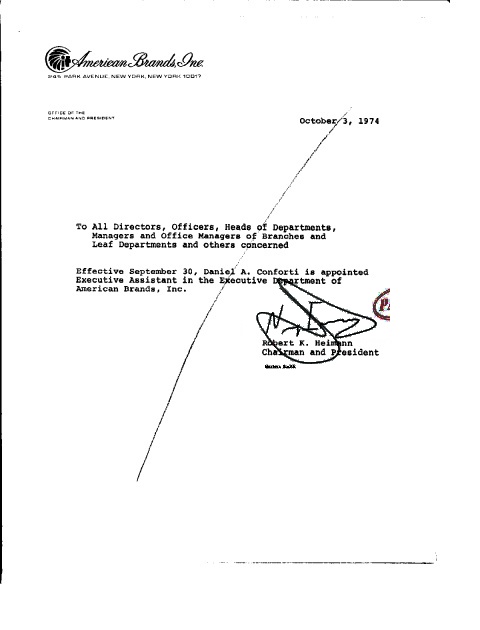 American Brands, Inc.
245 PARK AVENUE, NEW YORK, NEW YORK 10017
OFFICE OF THE
CHAIRMAN AND PRESIDENT
October 3, 1974
To All Directors, Officers, Heads of Departments,
Managers and Office Managers of Branches and
Leaf Departments and others concerned
Effective September 30, Daniel A. Conforti is appointed
Executive Assistant in the Executive Department of
American Brands, Inc.
Robert K. Heimann
Chairman and President